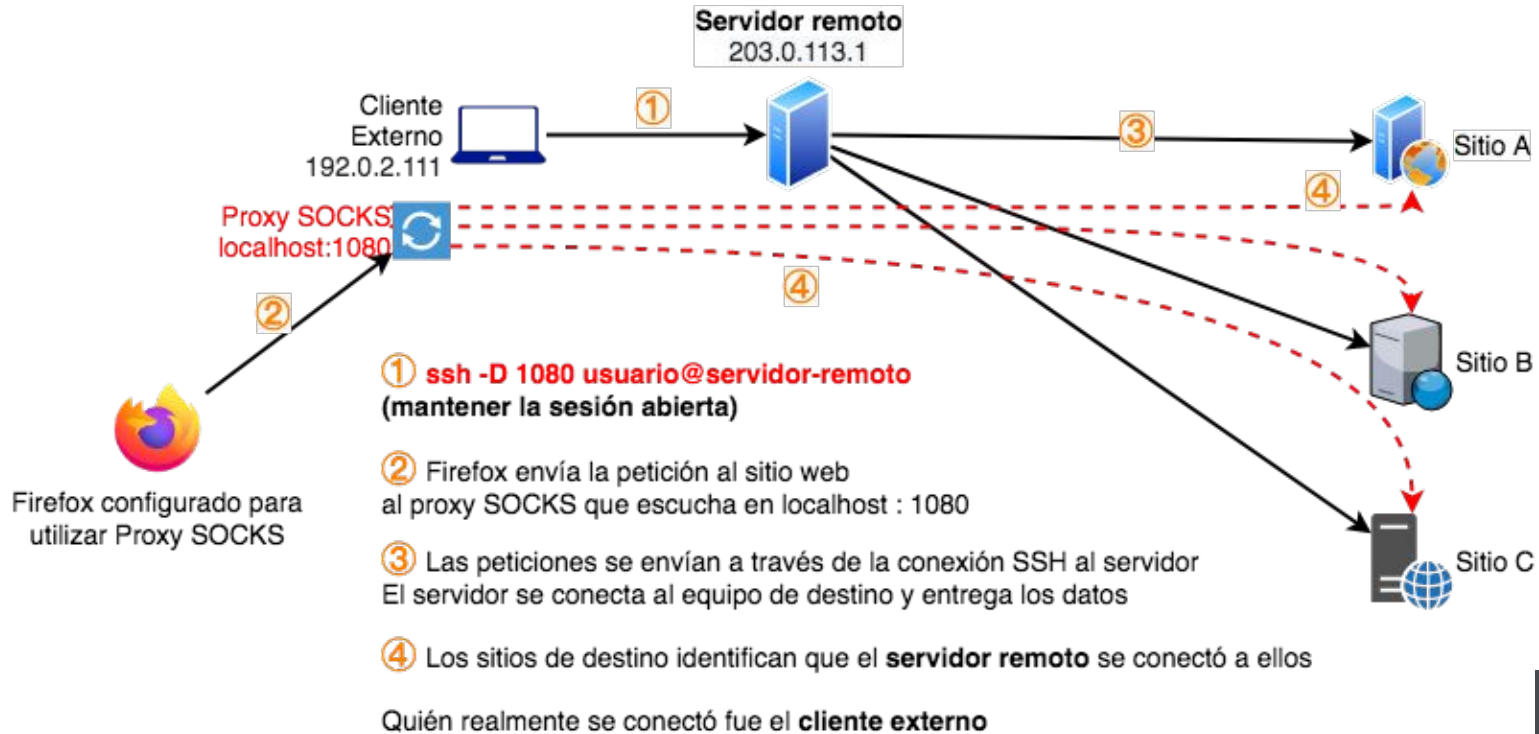 Servidor remoto
203.0.113.1
Cliente
Externo
192.0.2.111
①
③
Sitio A
④
Proxy SOCKS
localhost:1080
④
②
Sitio B
① ssh -D 1080 usuario@servidor-remoto
(mantener la sesión abierta)
② Firefox envía la petición al sitio web
al proxy SOCKS que escucha en localhost : 1080
Firefox configurado para
utilizar Proxy SOCKS
Sitio C
③ Las peticiones se envían a través de la conexión SSH al servidor
El servidor se conecta al equipo de destino y entrega los datos
④ Los sitios de destino identifican que el servidor remoto se conectó a ellos
Quién realmente se conectó fue el cliente externo